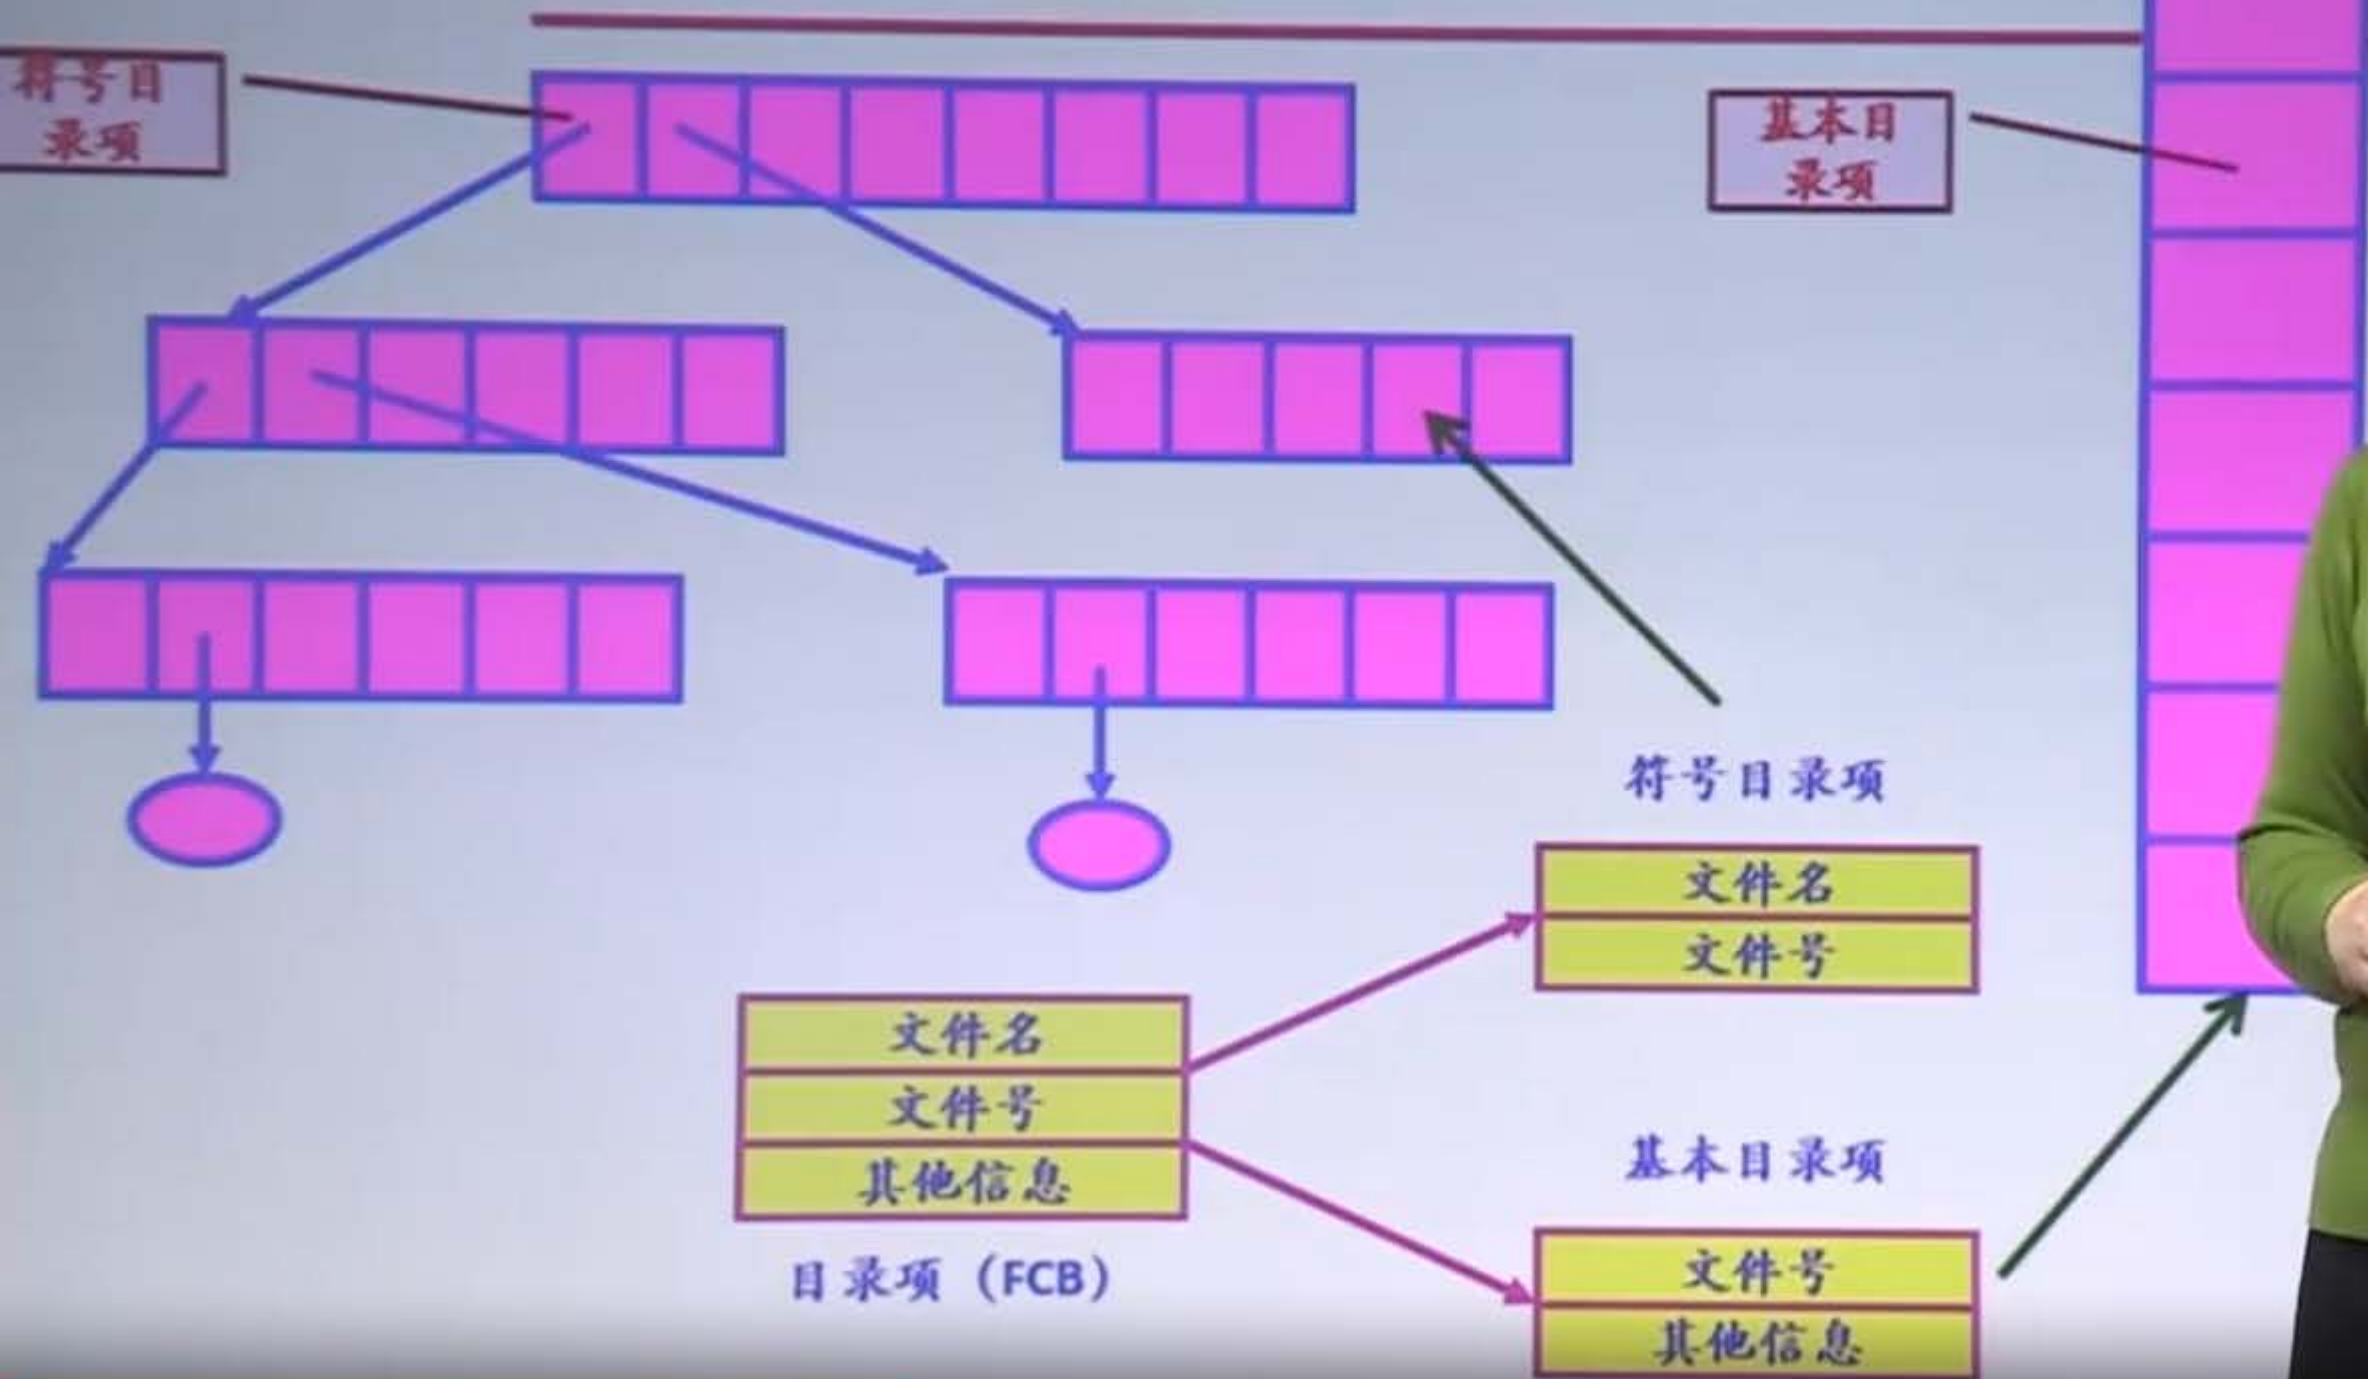 符号目
录项
基本目
录项
符号目录项
文件名
文件号
文件名
文件号
其他信息
目录项（FCB）
基本目录项
文件号
其他信息